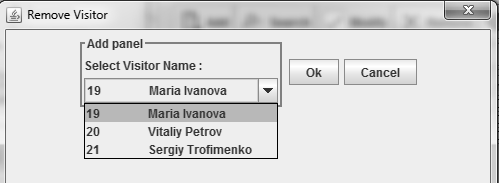 Remove Visitor
Add panel
Select Visitor Name :
19 Maria Ivanova
Ok Cancel
19 Maria Ivanova
20 Vitaliy Petrov
21 Sergiy Trofimenko